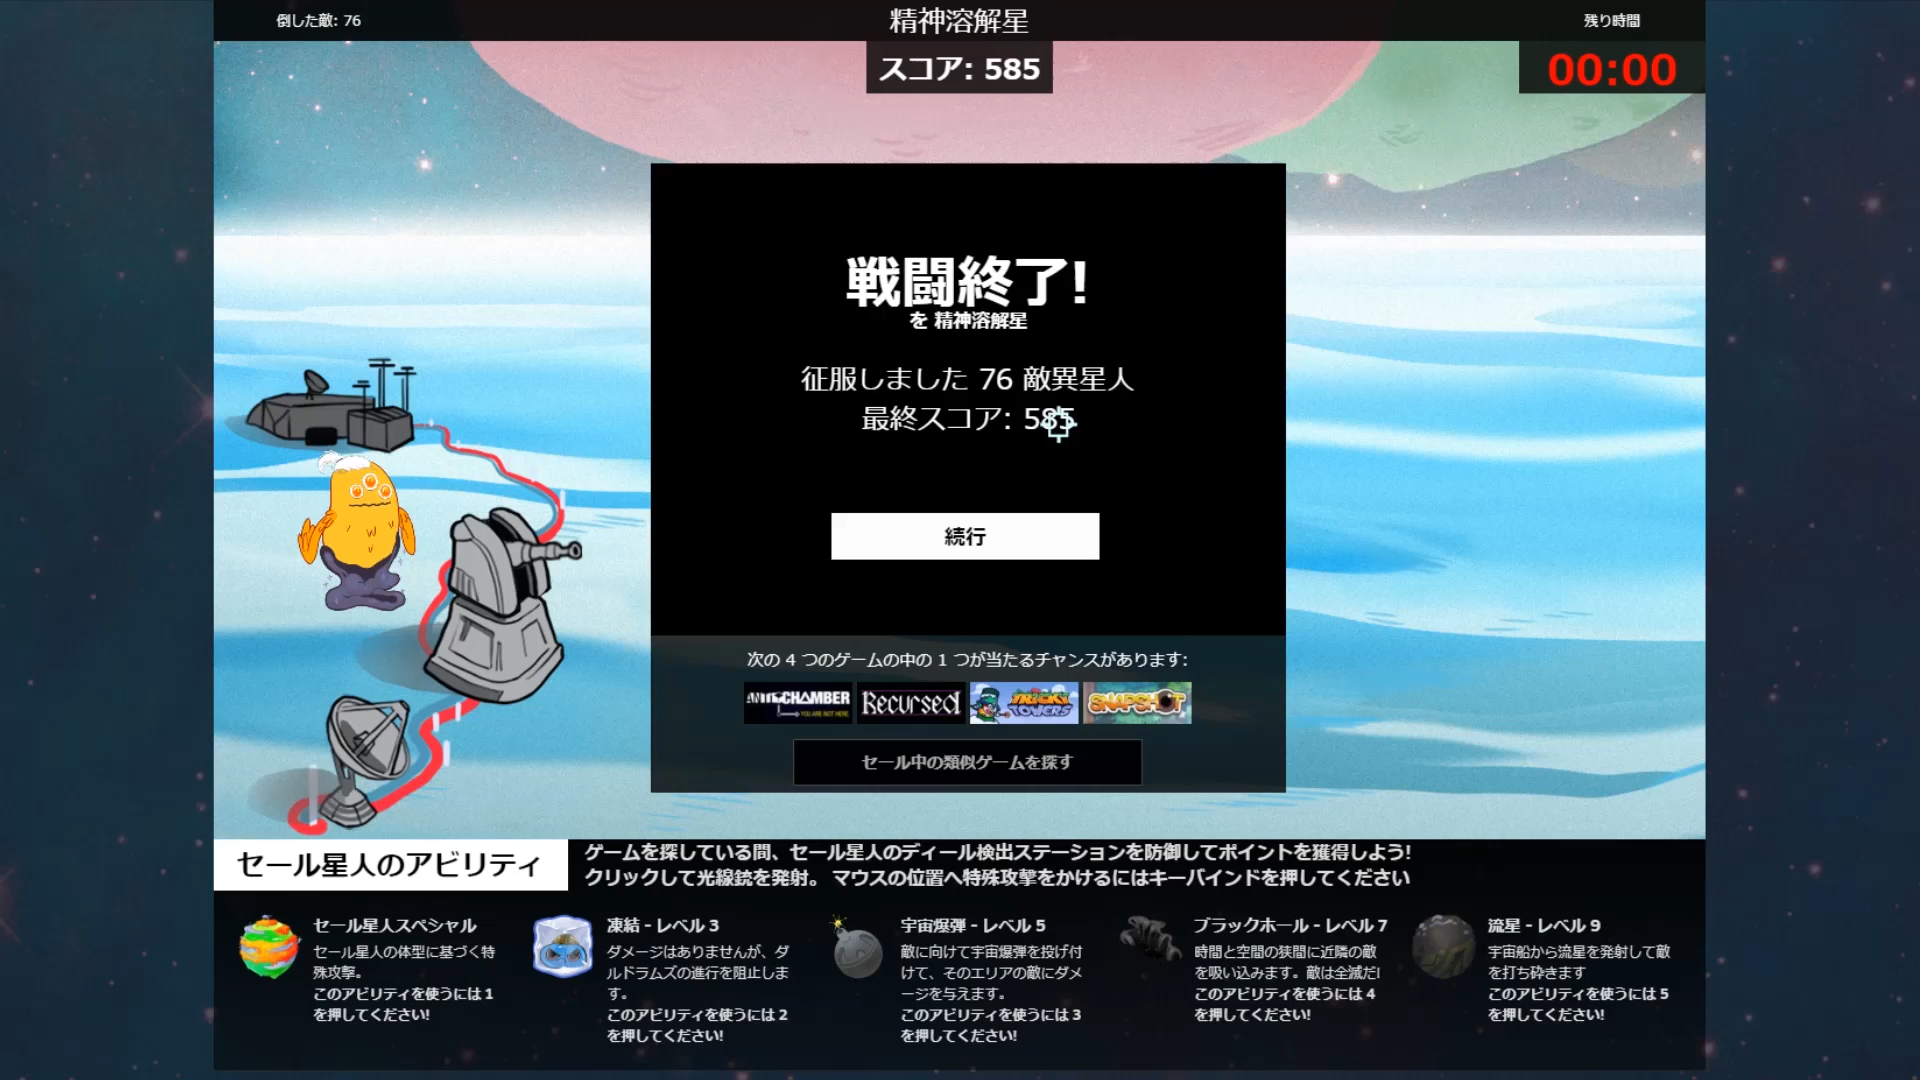 倒した敵: 76
精神溶解星
残り時間
スコア: 585
00:00
戦闘終了!
を 精神溶解星
征服しました 76 敵異星人
最終スコア: 585
続行
次の 4 つのゲームの中の 1 つが当たるチャンスがあります:
ANTICHAMBER
YOU ARE NOT HERE.
Recursed
TRICKY TOWERS
SNAPSHOT
セール中の類似ゲームを探す
セール星人のアビリティ
ゲームを探している間、セール星人のディール検出ステーションを防御してポイントを獲得しよう!
クリックして光線銃を発射。 マウスの位置へ特殊攻撃をかけるにはキーバインドを押してください
セール星人スペシャル
セール星人の体型に基づく特
殊攻撃。
このアビリティを使うには 1
を押してください!
凍結 - レベル 3
ダメージはありませんが、ダ
ルドラムズの進行を阻止しま
す。
このアビリティを使うには 2
を押してください!
宇宙爆弾 - レベル 5
敵に向けて宇宙爆弾を投げ付
けて、そのエリアの敵にダメ
ージを与えます。
このアビリティを使うには 3
を押してください!
ブラックホール - レベル 7
時間と空間の狭間に近隣の敵
を吸い込みます。敵は全滅だ!
このアビリティを使うには 4
を押してください!
流星 - レベル 9
宇宙船から流星を発射して敵
を打ち砕きます
このアビリティを使うには 5
を押してください!